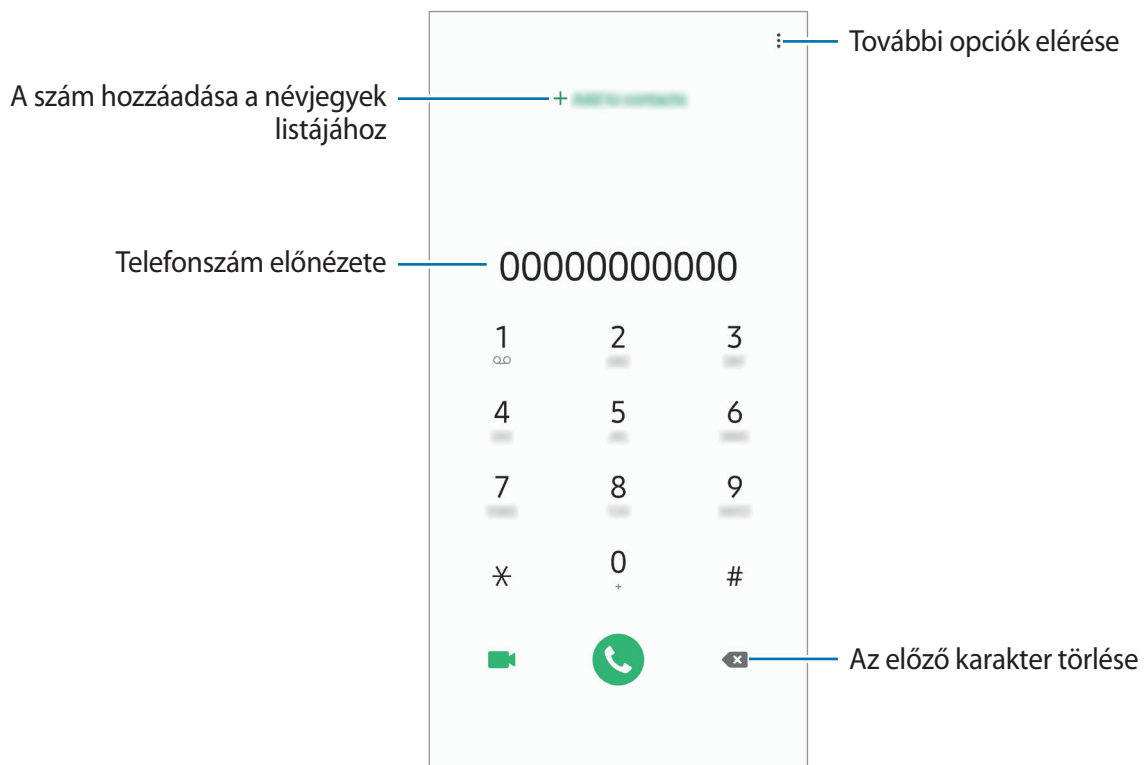 További opciók elérése
A szám hozzáadása a névjegyek
listájához
+
Telefonszám előnézete
00000000000
1 2 3
4 5 6
7 8 9
* 0 #
+
Az előző karakter törlése